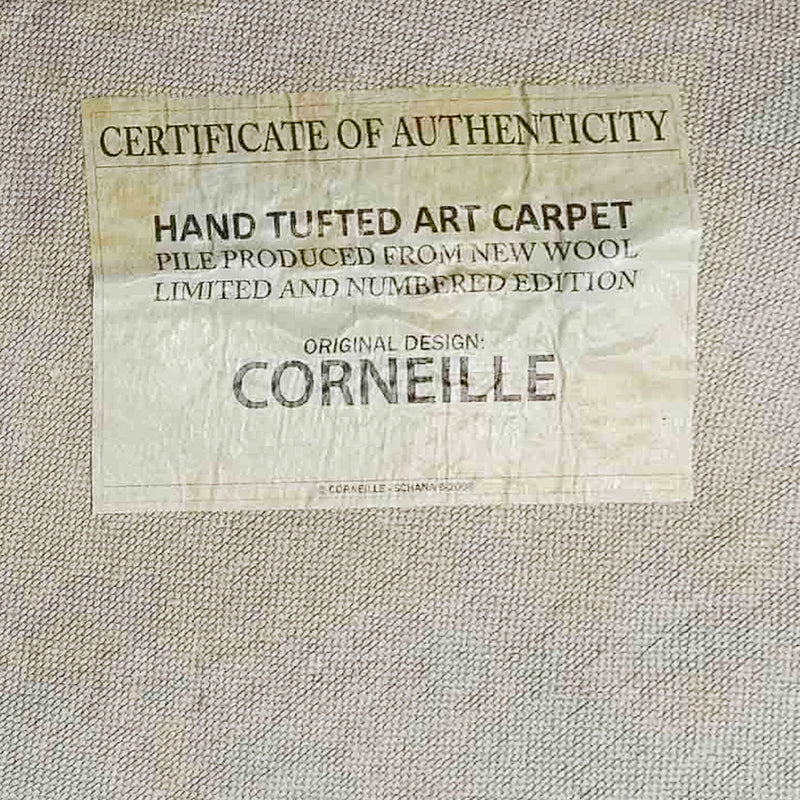 CERTIFICATE OF AUTHENTICITY
HAND TUFTED ART CARPET
PILE PRODUCED FROM NEW WOOL
LIMITED AND NUMBERED EDITION
ORIGINAL DESIGN:
CORNEILLE
© CORNEILLE -